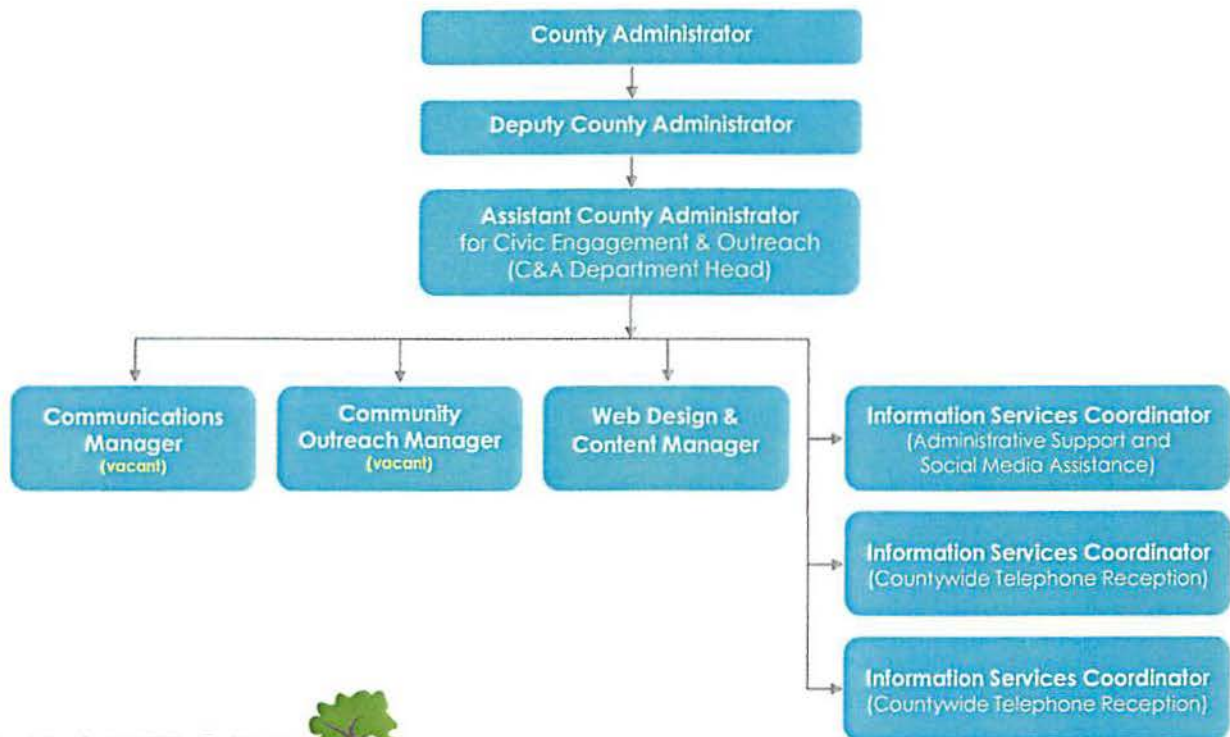 County Administrator
Deputy County Administrator
Assistant County Administrator
for Civic Engagement & Outreach
(C&A Department Head)
Communications
Manager
(vacant)
Community
Outreach Manager
(vacant)
Web Design &
Content Manager
Information Services Coordinator
(Administrative Support and
Social Media Assistance)
Information Services Coordinator
(Countywide Telephone Reception)
Information Services Coordinator
(Countywide Telephone Reception)